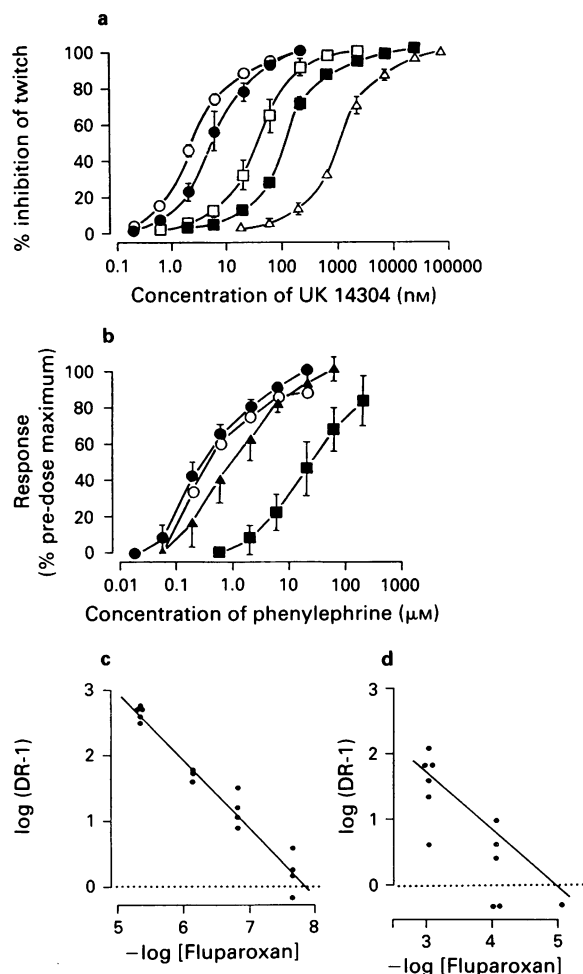 a
% inhibition of twitch
100
80
60
40
20
0
0.1 1.0 10 100 1000 10000 100000
Concentration of UK 14304 (nM)
b
Response
(% pre-dose maximum)
100
80
60
40
20
0
0.01 0.1 1.0 10 100 1000
Concentration of phenylephrine (μM)
c
log (DR-1)
3
2
1
0
5 6 7 8
−log [Fluparoxan]
d
log (DR-1)
3
2
1
0
3 4 5
−log [Fluparoxan]